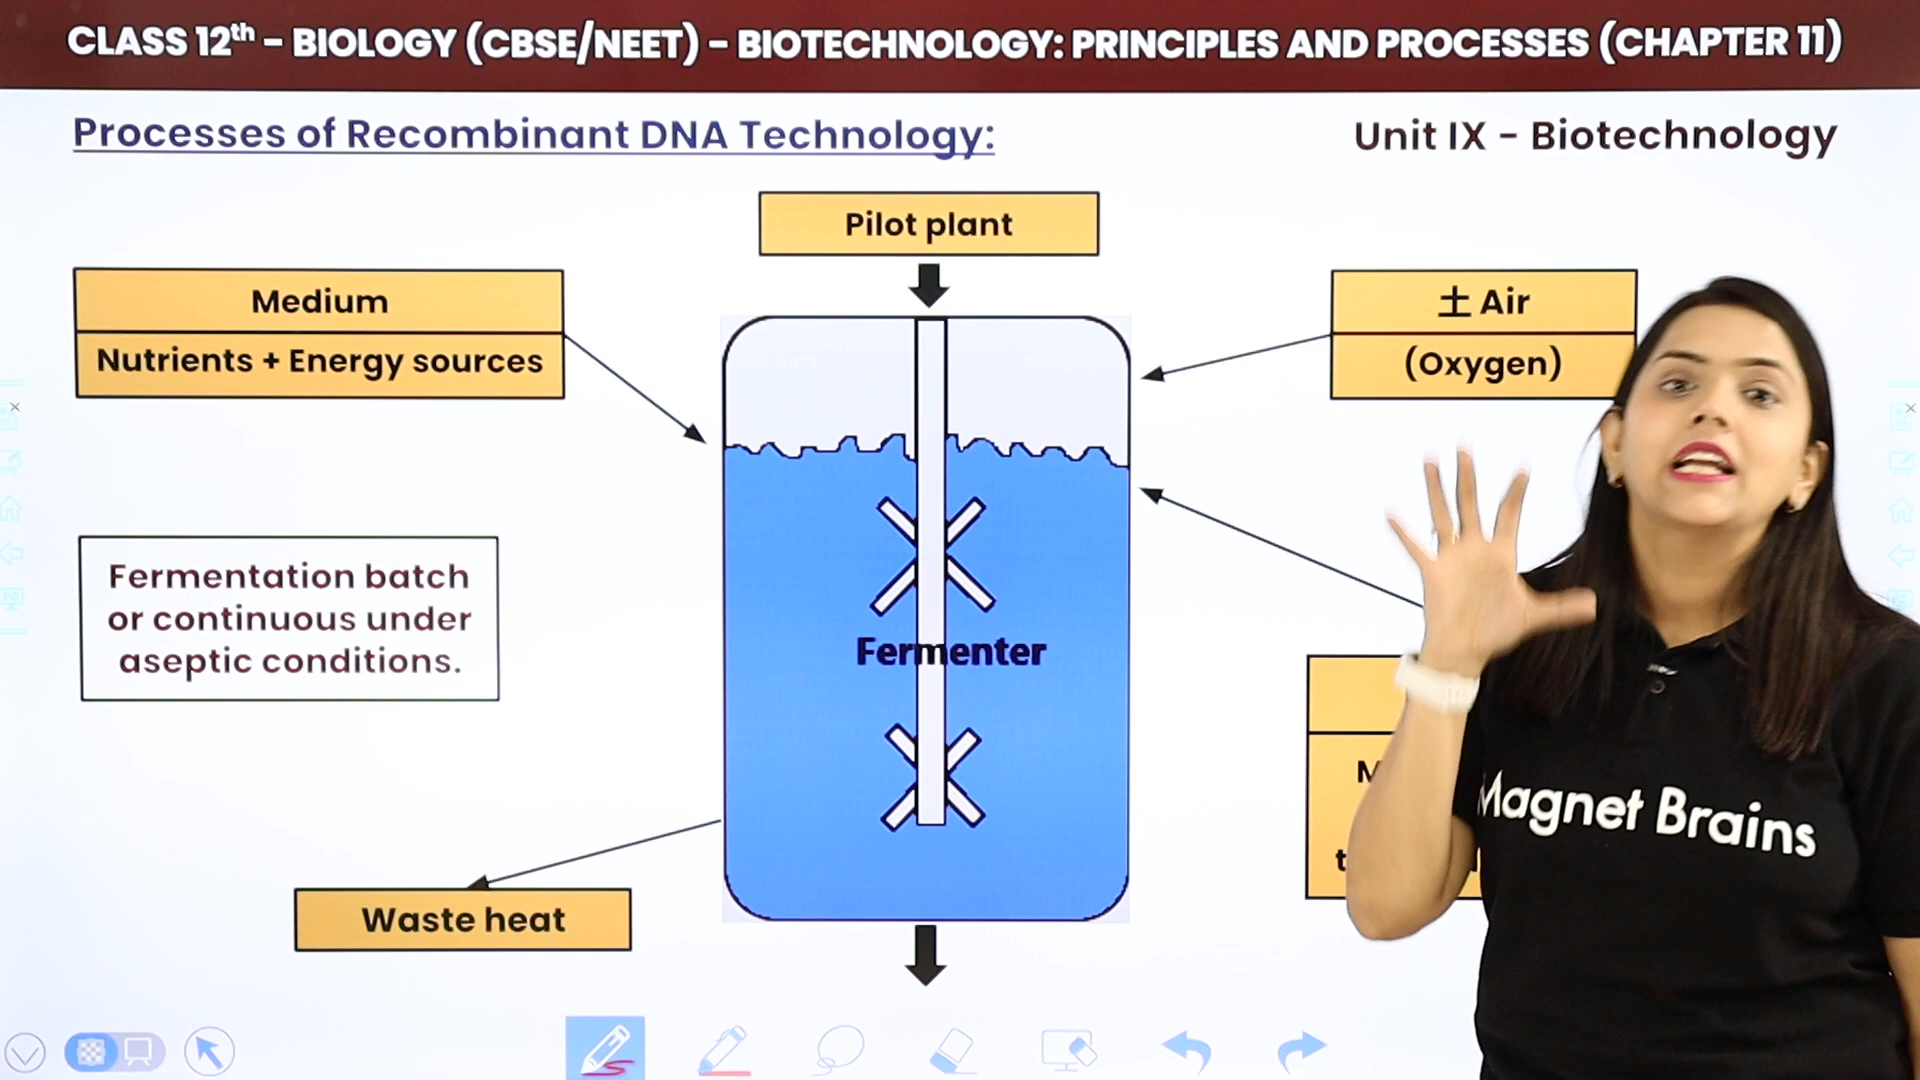 CLASS 12th – BIOLOGY (CBSE/NEET) – BIOTECHNOLOGY: PRINCIPLES AND PROCESSES (CHAPTER 11)
Processes of Recombinant DNA Technology:
Unit IX – Biotechnology
Pilot plant
Medium
Nutrients + Energy sources
± Air
(Oxygen)
Fermentation batch
or continuous under
aseptic conditions.
Fermenter
Waste heat
Magnet Brains